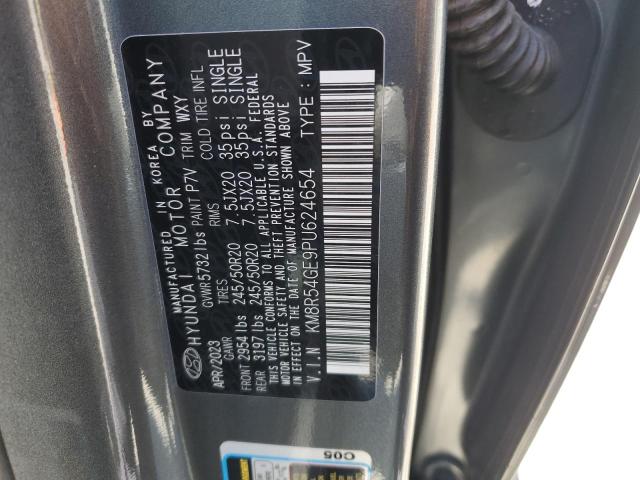 MANUFACTURED IN KOREA BY
HYUNDAI MOTOR COMPANY
APR/2023 GVWR 5732 lbs PAINT P7V TRIM WXY
GAWR TIRES RIMS COLD TIRE INFL
FRONT 2954 lbs 245/50R20 7.5JX20 35psi SINGLE
REAR 3197 lbs 245/50R20 7.5JX20 35psi SINGLE
THIS VEHICLE CONFORMS TO ALL APPLICABLE U.S.A. FEDERAL
MOTOR VEHICLE SAFETY AND THEFT PREVENTION STANDARDS
IN EFFECT ON THE DATE OF MANUFACTURE SHOWN ABOVE
V.I.N KM8R54GE9PU624654 TYPE : MPV
C05